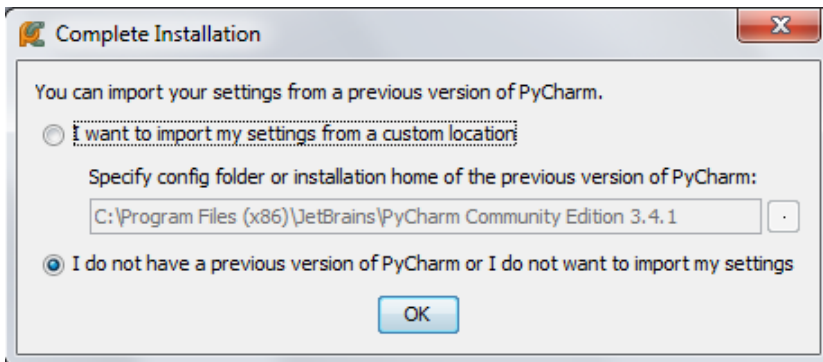 Complete Installation
You can import your settings from a previous version of PyCharm.
I want to import my settings from a custom location
Specify config folder or installation home of the previous version of PyCharm:
C:\Program Files (x86)\JetBrains\PyCharm Community Edition 3.4.1
.
I do not have a previous version of PyCharm or I do not want to import my settings
OK